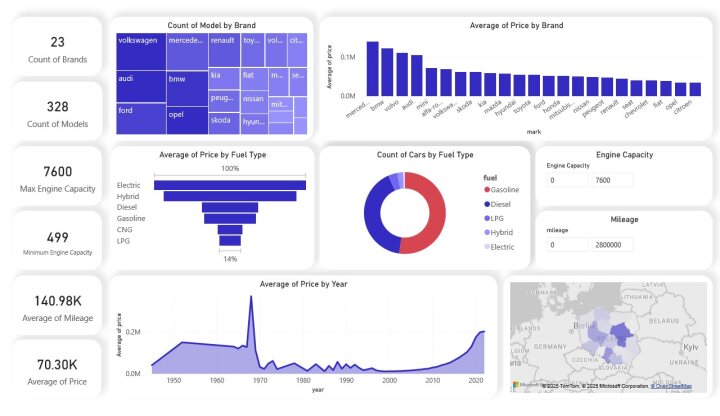 23
Count of Brands
328
Count of Models
7600
Max Engine Capacity
499
Minimum Engine Capacity
140.98K
Average of Mileage
70.30K
Average of Price
Count of Model by Brand
volkswagen
mercede...
renault
toy...
vol...
cit...
audi
bmw
kia
fiat
m...
se...
ford
opel
peug...
nissan
mit...
skoda
hyun...
Average of Price by Brand
Average of price
0.1M
0.0M
merced...
bmw
volvo
audi
mini
alfa-ro...
volkswa...
skoda
kia
mazda
hyundai
toyota
ford
honda
mitsubis...
nissan
peugeot
renault
seat
chevrolet
fiat
opel
citroen
mark
Average of Price by Fuel Type
100%
Electric
Hybrid
Diesel
Gasoline
CNG
LPG
14%
Count of Cars by Fuel Type
fuel
Gasoline
Diesel
LPG
Hybrid
Electric
Engine Capacity
Engine Capacity
0
7600
Mileage
mileage
0
2800000
Average of Price by Year
Average of price
0.2M
0.0M
1950
1960
1970
1980
1990
2000
2010
2020
year
DENMARK
LATVIA
LITHUANIA
BELARUS
Berlin
GERMANY
CZECHIA
SLOVAKIA
Kyiv
UKRAINE
Microsoft
©2025 TomTom, © 2025 Microsoft Corporation, © OpenStreetMap